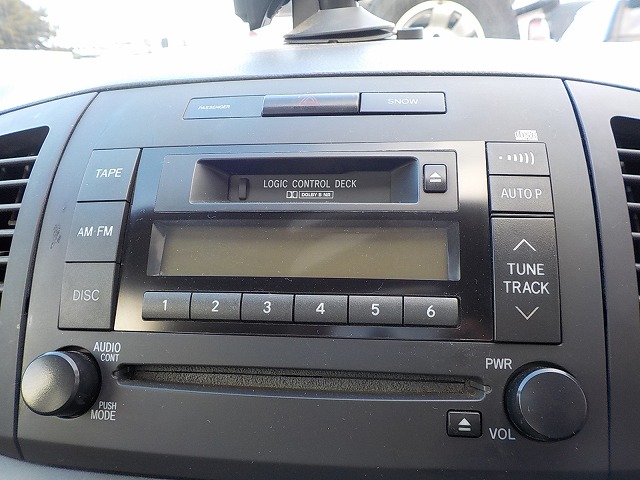 PASSENGER
SNOW
TAPE
LOGIC CONTROL DECK
DOLBY B NR
AM·FM
AUTO.P
DISC
TUNE
TRACK
1 2 3 4 5 6
AUDIO
CONT
PUSH
MODE
PWR
VOL